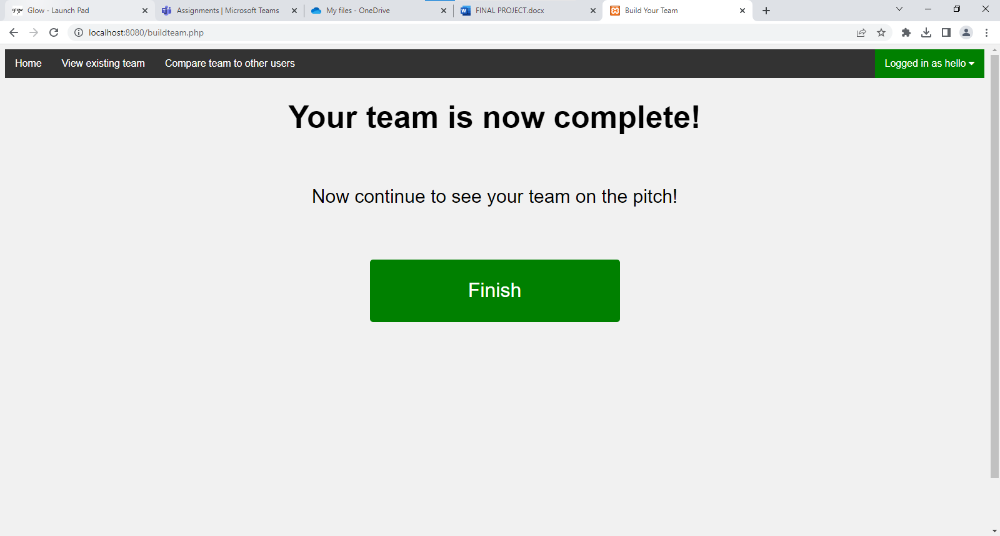 glow Glow - Launch Pad
Assignments | Microsoft Teams
My files - OneDrive
W FINAL PROJECT.docx
Build Your Team
localhost:8080/buildteam.php
Home View existing team Compare team to other users Logged in as hello
Your team is now complete!
Now continue to see your team on the pitch!
Finish